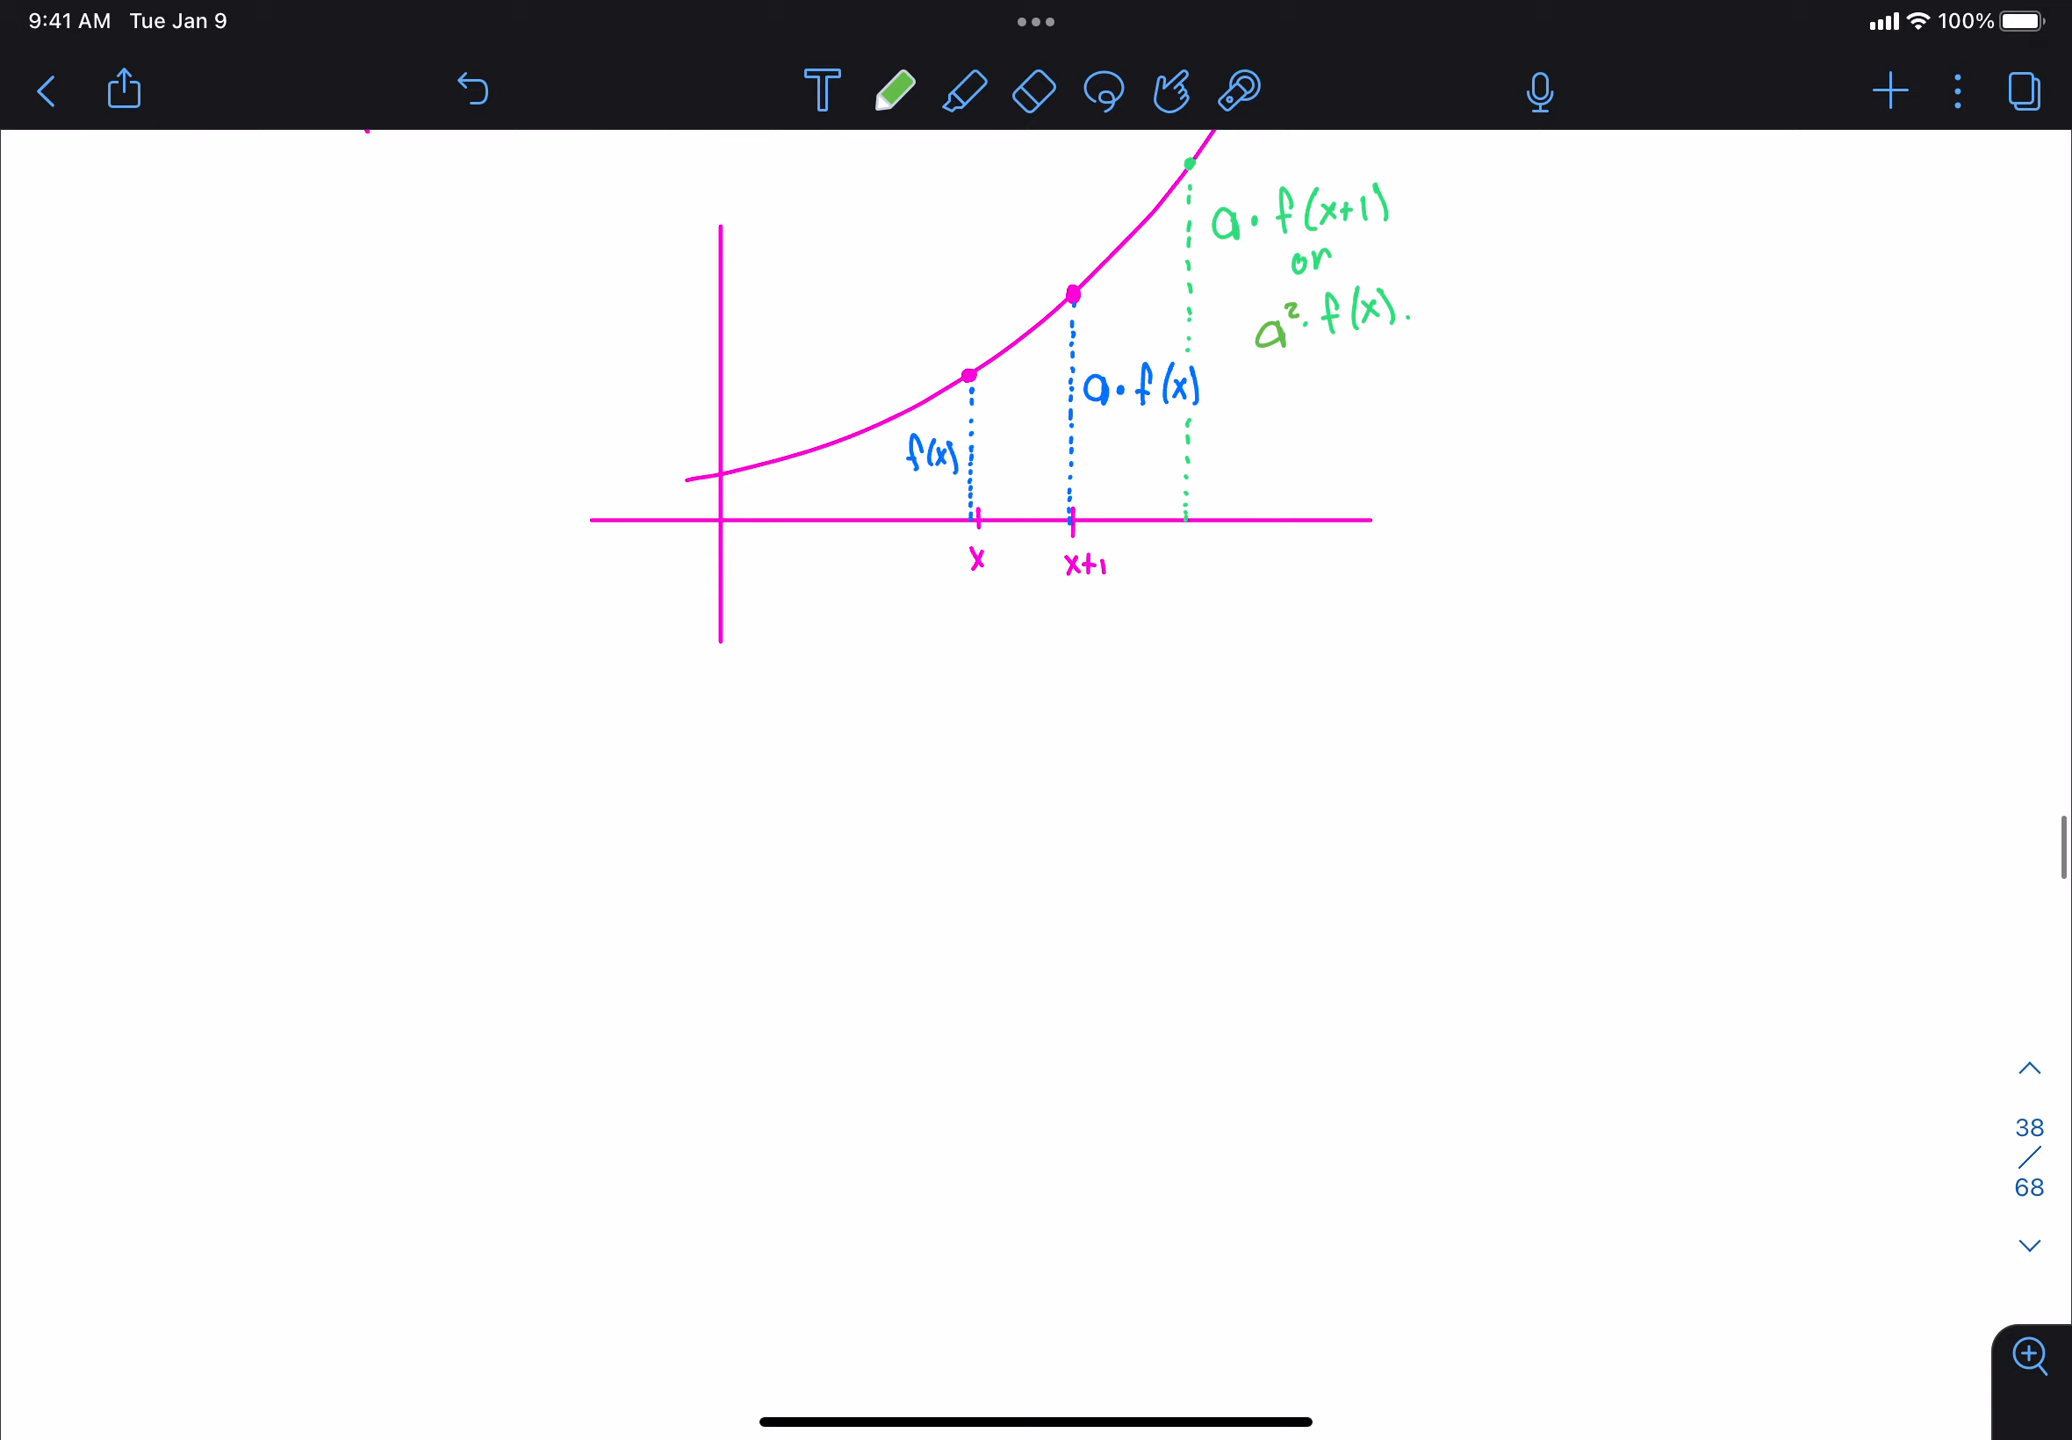 9:41 AM Tue Jan 9
100%
T
a · f(x+1)
or
a². f(x).
a · f(x)
f(x)
x
x+1
38
/
68